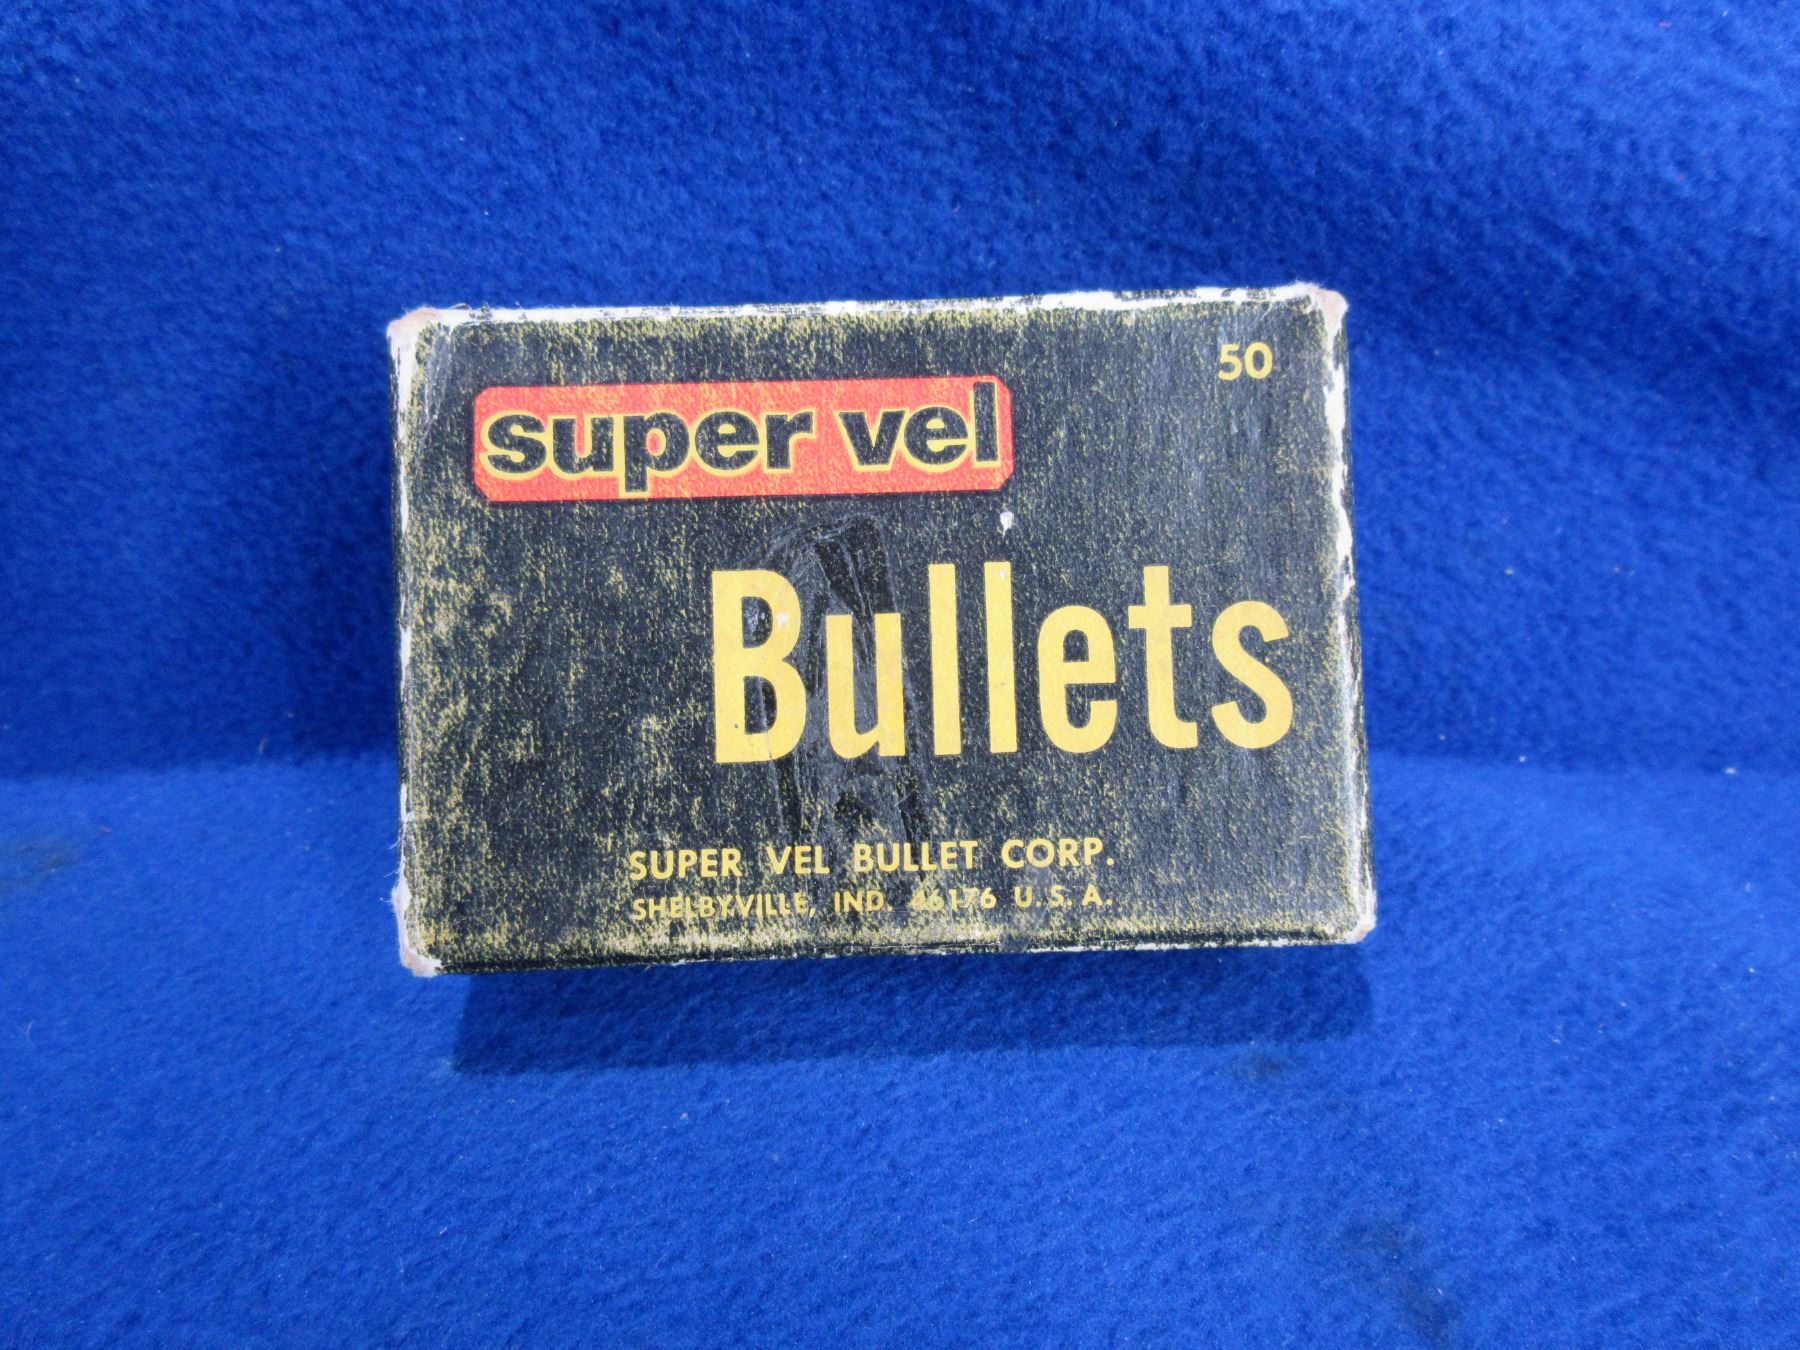 50
super vel
Bullets
SUPER VEL BULLET CORP.
SHELBYVILLE, IND. 46176 U. S. A.